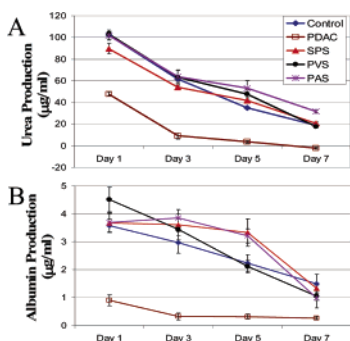 A
Urea Production
(µg/ml)
120
100
80
60
40
20
0
-20
Day 1 Day 3 Day 5 Day 7
Control
PDAC
SPS
PVS
PAS
B
Albumin Production
(µg/ml)
5
4
3
2
1
0
Day 1 Day 3 Day 5 Day 7